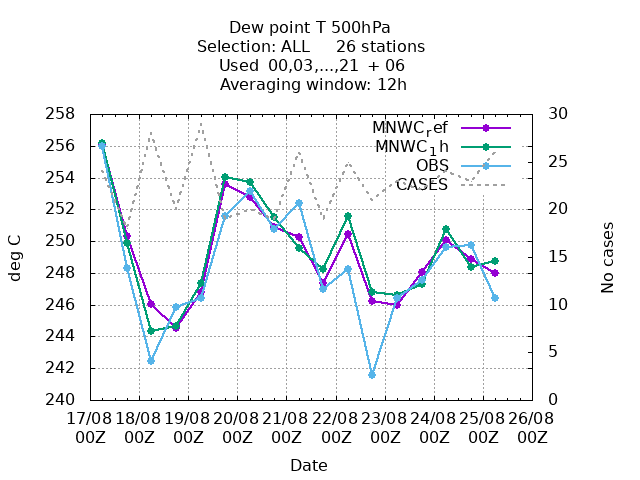 Dew point T 500hPa
Selection: ALL 26 stations
Used 00,03,...,21 + 06
Averaging window: 12h
258
256
254
252
250
248
246
244
242
240
deg C
30
25
20
15
10
5
0
No cases
MNWCref
MNWC1h
OBS
CASES
17/08 18/08 19/08 20/08 21/08 22/08 23/08 24/08 25/08 26/08
00Z 00Z 00Z 00Z 00Z 00Z 00Z 00Z 00Z 00Z
Date